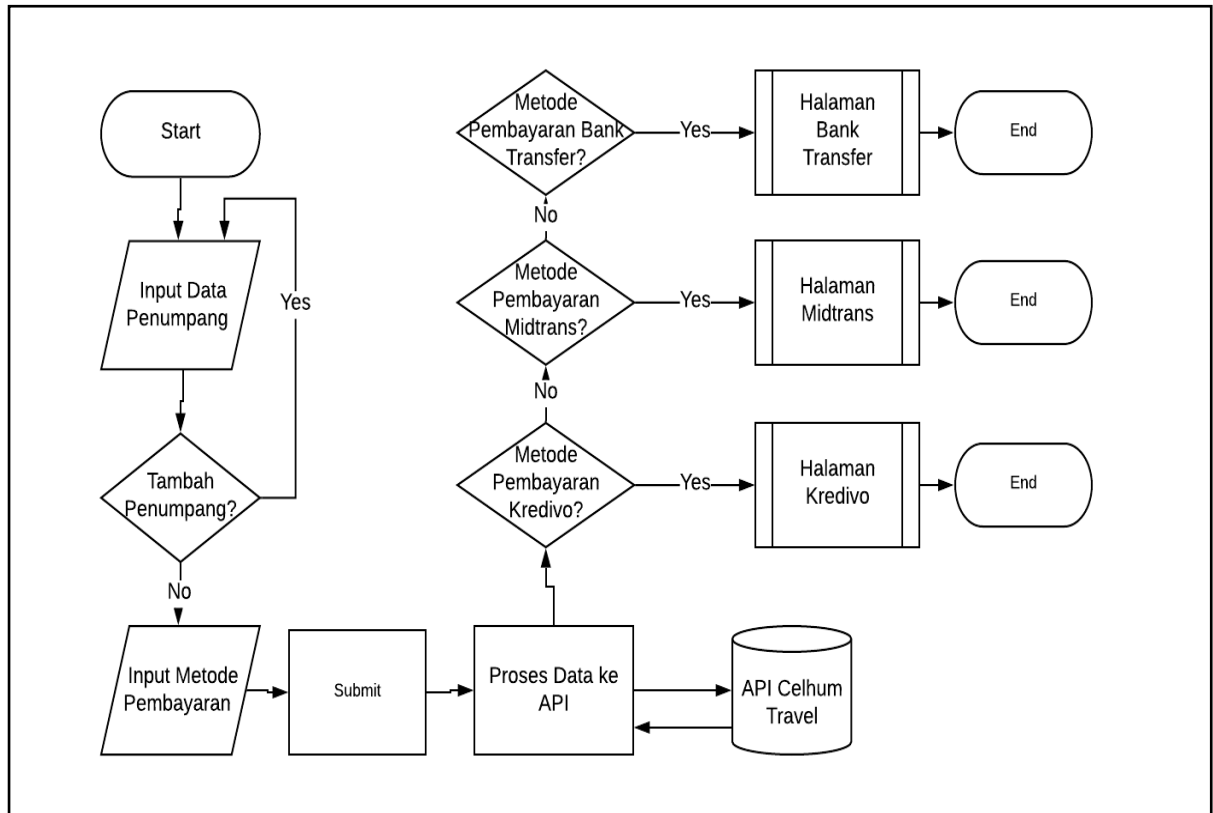 Start
Input Data
Penumpang
Yes
Tambah
Penumpang?
No
Input Metode
Pembayaran
Submit
Proses Data ke
API
API Celhum
Travel
Metode
Pembayaran
Kredivo?
Yes
Halaman
Kredivo
End
No
Metode
Pembayaran
Midtrans?
Yes
Halaman
Midtrans
End
No
Metode
Pembayaran Bank
Transfer?
Yes
Halaman
Bank
Transfer
End